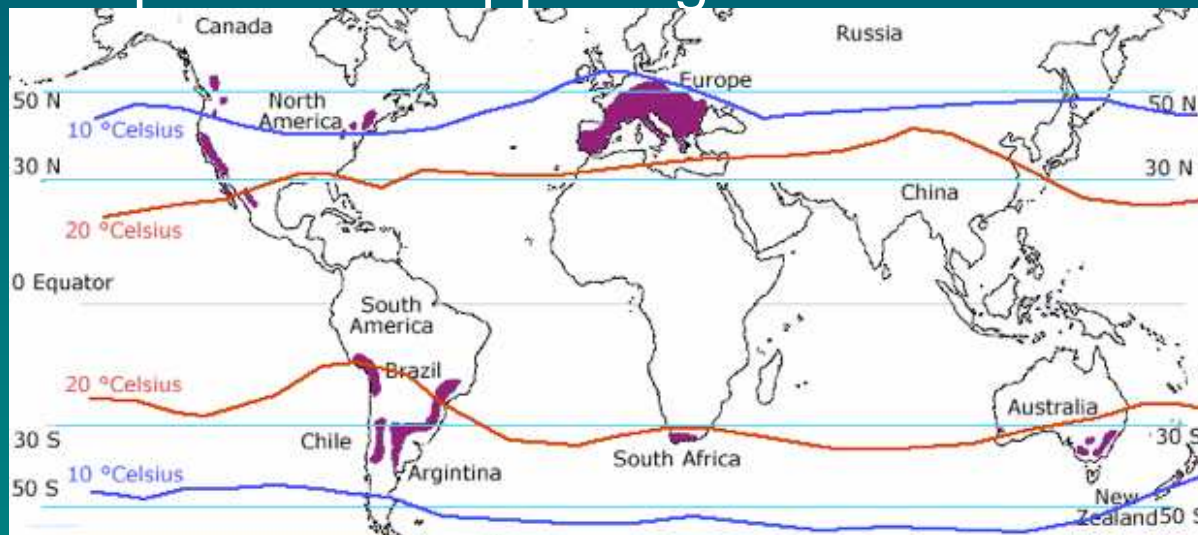 Canada
Russia
Europe
50 N
North
America
50 N
10 °Celsius
30 N
30 N
China
20 °Celsius
0 Equator
South
America
Brazil
20 °Celsius
Australia
30 S
Chile
30 S
South Africa
Argintina
10 °Celsius
50 S
New
Zealand
50 S